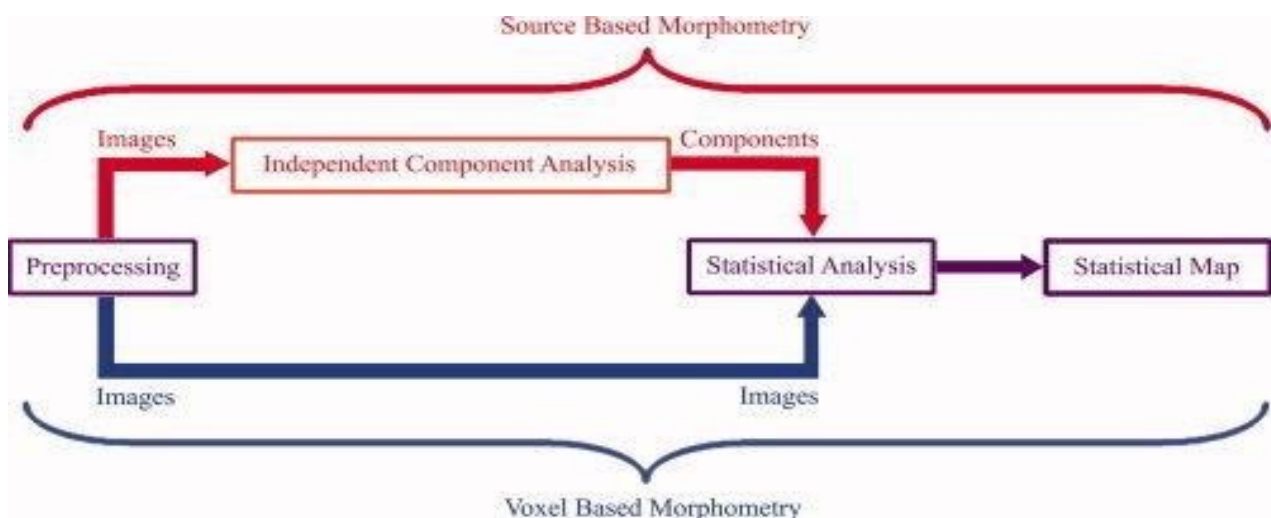 Source Based Morphometry
Images
Components
Independent Component Analysis
Preprocessing
Statistical Analysis
Statistical Map
Images
Images
Voxel Based Morphometry